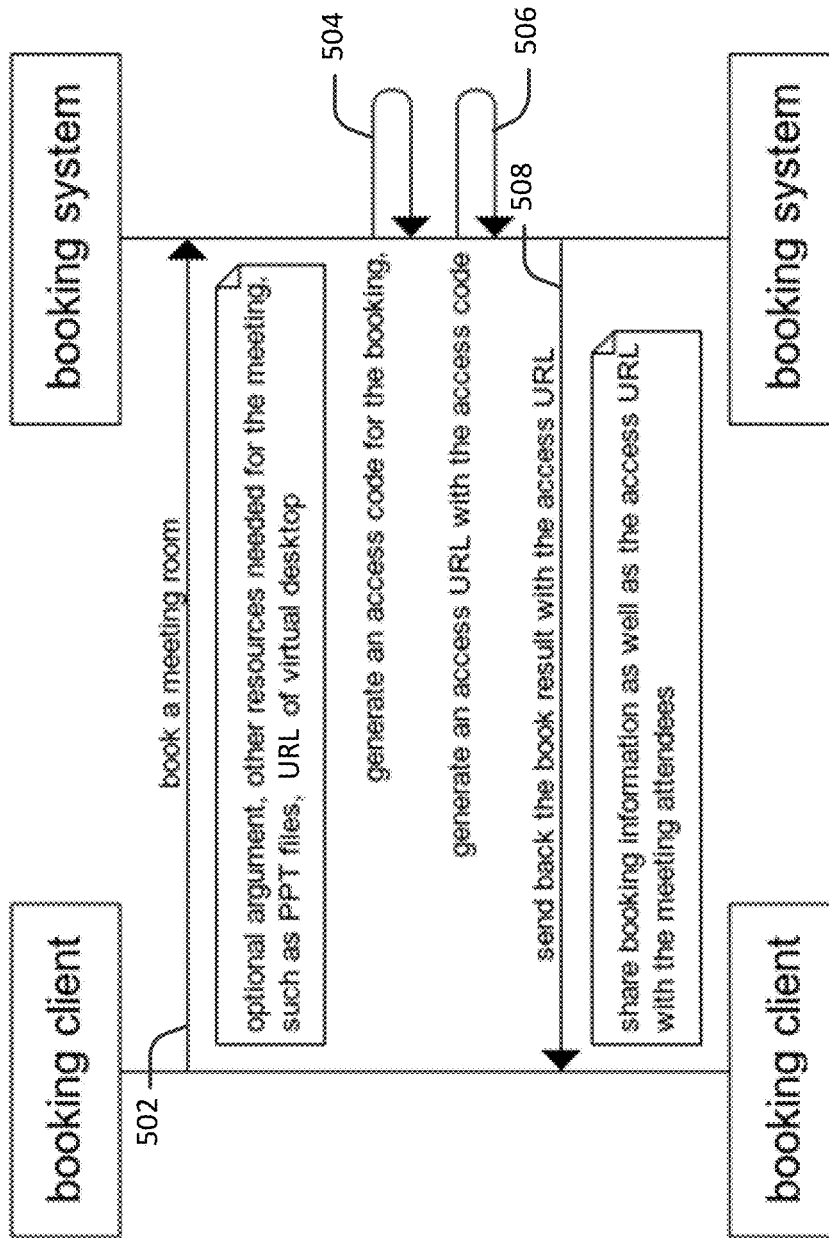 booking client
booking system
502
book a meeting room
optional argument, other resources needed for the meeting,
such as PPT files, URL of virtual desktop
504
generate an access code for the booking,
506
generate an access URL with the access code
508
send back the book result with the access URL
share booking information as well as the access URL
with the meeting attendees
booking client
booking system